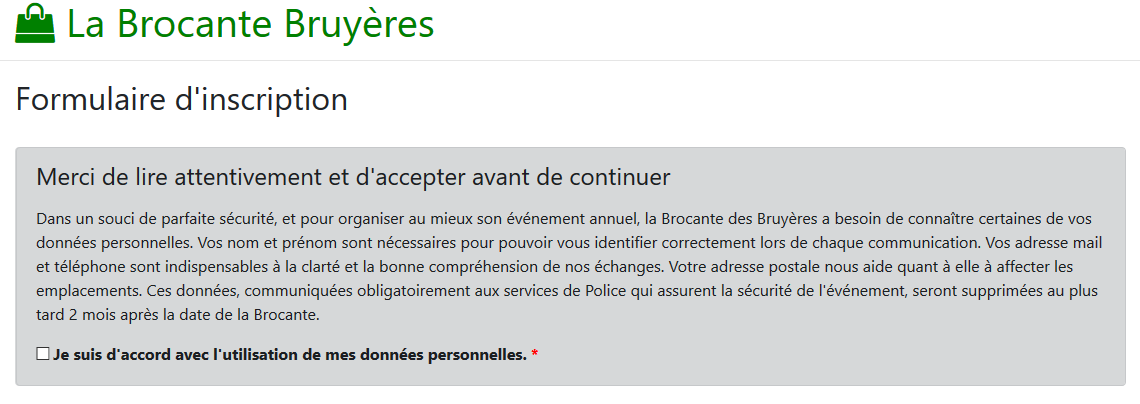 La Brocante Bruyères
Formulaire d'inscription
Merci de lire attentivement et d'accepter avant de continuer
Dans un souci de parfaite sécurité, et pour organiser au mieux son événement annuel, la Brocante des Bruyères a besoin de connaître certaines de vos
données personnelles. Vos nom et prénom sont nécessaires pour pouvoir vous identifier correctement lors de chaque communication. Vos adresse mail
et téléphone sont indispensables à la clarté et la bonne compréhension de nos échanges. Votre adresse postale nous aide quant à elle à affecter les
emplacements. Ces données, communiquées obligatoirement aux services de Police qui assurent la sécurité de l'événement, seront supprimées au plus
tard 2 mois après la date de la Brocante.
Je suis d'accord avec l'utilisation de mes données personnelles. *